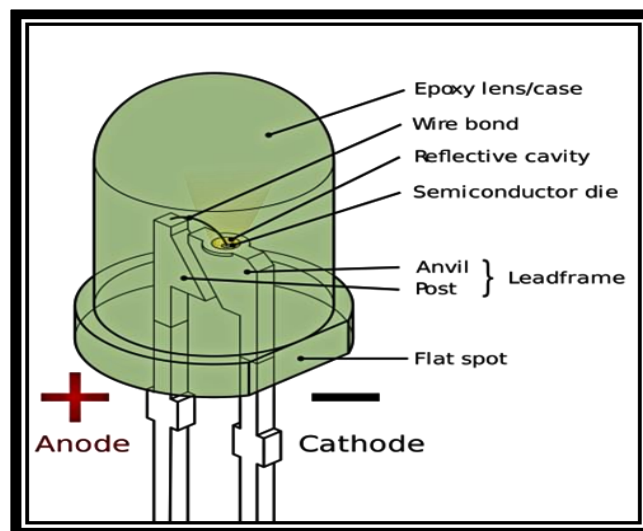 Epoxy lens/case
Wire bond
Reflective cavity
Semiconductor die
Anvil
Post
Leadframe
Flat spot
Anode
Cathode